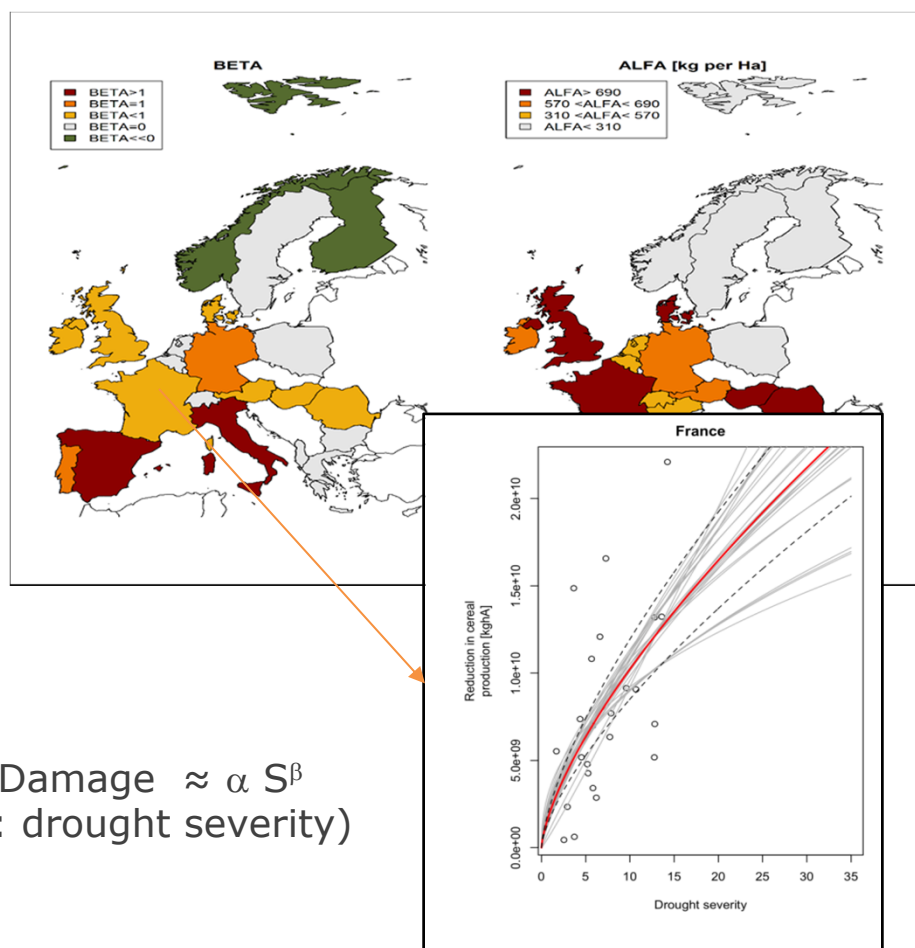 BETA
BETA>1
BETA=1
BETA<1
BETA=0
BETA<<0
ALFA [kg per Ha]
ALFA> 690
570 <ALFA< 690
310 <ALFA< 570
ALFA< 310
France
Reduction in cereal
production [kghA]
2.0e+10
1.5e+10
1.0e+10
5.0e+09
0.0e+00
0 5 10 15 20 25 30 35
Drought severity
Damage ≈ α S^β
: drought severity)